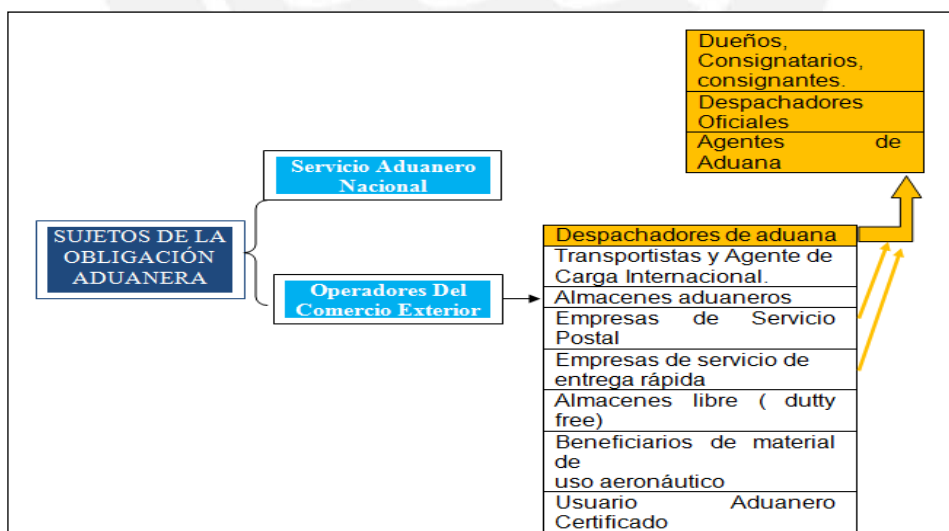 Dueños,
Consignatarios,
consignantes.
Despachadores
Oficiales
Agentes de
Aduana
Servicio Aduanero
Nacional
SUJETOS DE LA
OBLIGACIÓN
ADUANERA
Operadores Del
Comercio Exterior
Despachadores de aduana
Transportistas y Agente de
Carga Internacional.
Almacenes aduaneros
Empresas de Servicio
Postal
Empresas de servicio de
entrega rápida
Almacenes libre ( dutty
free)
Beneficiarios de material
de
uso aeronáutico
Usuario Aduanero
Certificado